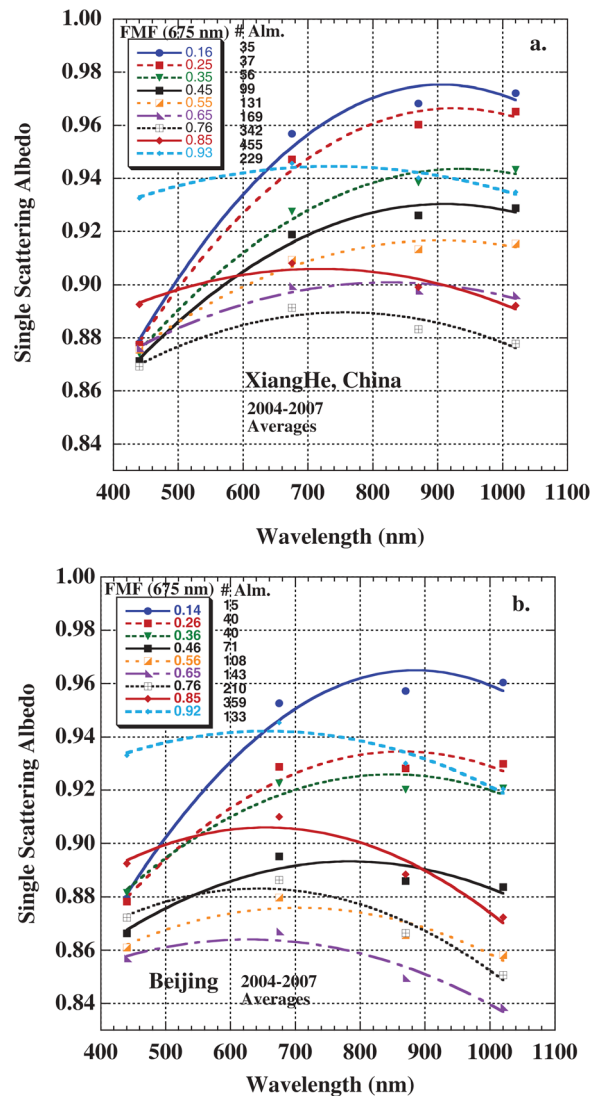 FMF (675 nm) # Alm.
a.
0.16 35
0.25 37
0.35 56
0.45 99
0.55 131
0.65 169
0.76 342
0.85 455
0.93 229
1.00
0.98
0.96
0.94
0.92
0.90
0.88
0.86
0.84
Single Scattering Albedo
XiangHe, China
2004-2007
Averages
400 500 600 700 800 900 1000 1100
Wavelength (nm)
FMF (675 nm) # Alm.
b.
0.14 15
0.26 40
0.36 40
0.46 71
0.56 108
0.65 143
0.76 210
0.85 359
0.92 133
1.00
0.98
0.96
0.94
0.92
0.90
0.88
0.86
0.84
Single Scattering Albedo
Beijing 2004-2007
Averages
400 500 600 700 800 900 1000 1100
Wavelength (nm)